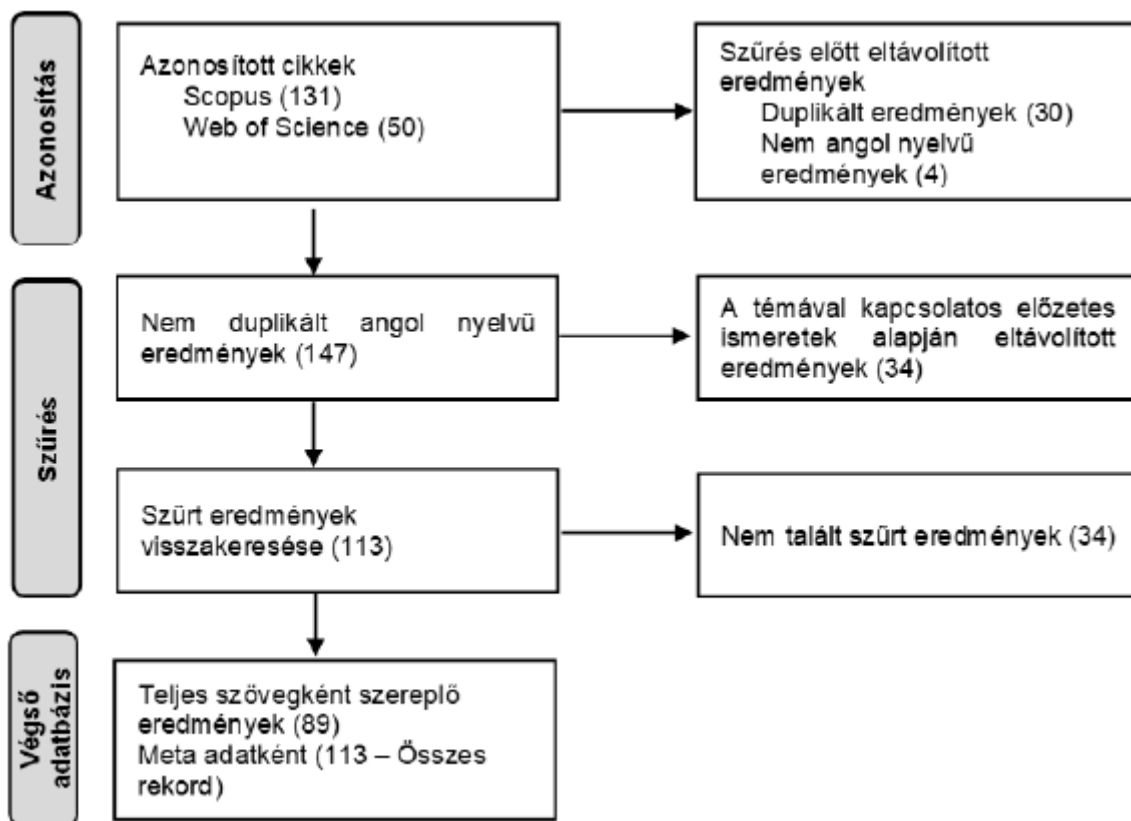 Azonosítás
Azonosított cikkek
Scopus (131)
Web of Science (50)
Szűrés előtt eltávolított
eredmények
Duplikált eredmények (30)
Nem angol nyelvű
eredmények (4)
Szűrés
Nem duplikált angol nyelvű
eredmények (147)
A témával kapcsolatos előzetes
ismeretek alapján eltávolított
eredmények (34)
Szűrt eredmények
visszakeresése (113)
Nem talált szűrt eredmények (34)
Végső
adatbázis
Teljes szövegként szereplő
eredmények (89)
Meta adatként (113 – Összes
rekord)